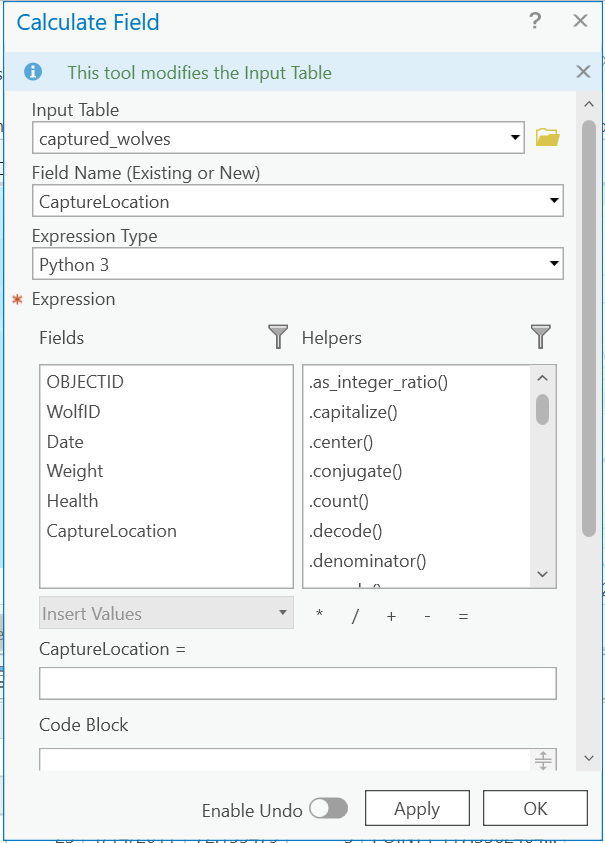 Calculate Field ?
This tool modifies the Input Table
Input Table
captured_wolves
Field Name (Existing or New)
CaptureLocation
Expression Type
Python 3
* Expression
Fields Helpers
OBJECTID .as_integer_ratio()
WolfID .capitalize()
Date .center()
Weight .conjugate()
Health .count()
CaptureLocation .decode()
.denominator()
Insert Values * / + - =
CaptureLocation =
Code Block
Enable Undo Apply OK